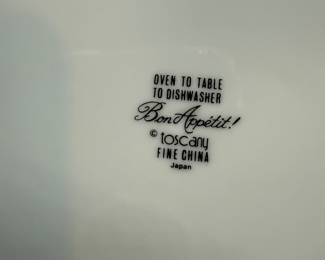 OVEN TO TABLE
TO DISHWASHER
Bon Appétit!
© toscany
FINE CHINA
Japan